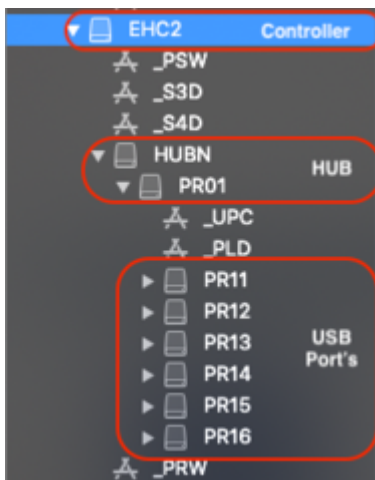 EHC2 Controller
_PSW
_S3D
_S4D
HUBN
HUB
PR01
_UPC
_PLD
PR11
PR12
PR13 USB
Port's
PR14
PR15
PR16
_PRW